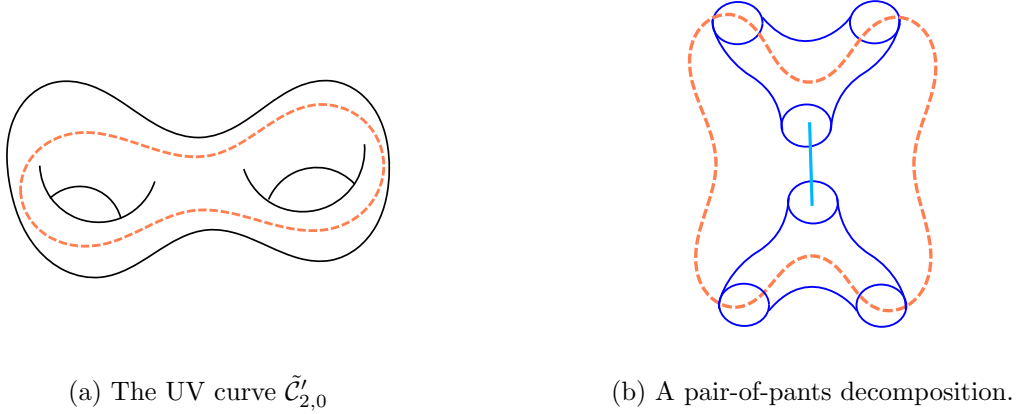 (a) The UV curve $\tilde{\mathcal{C}}'_{2,0}$
(b) A pair-of-pants decomposition.